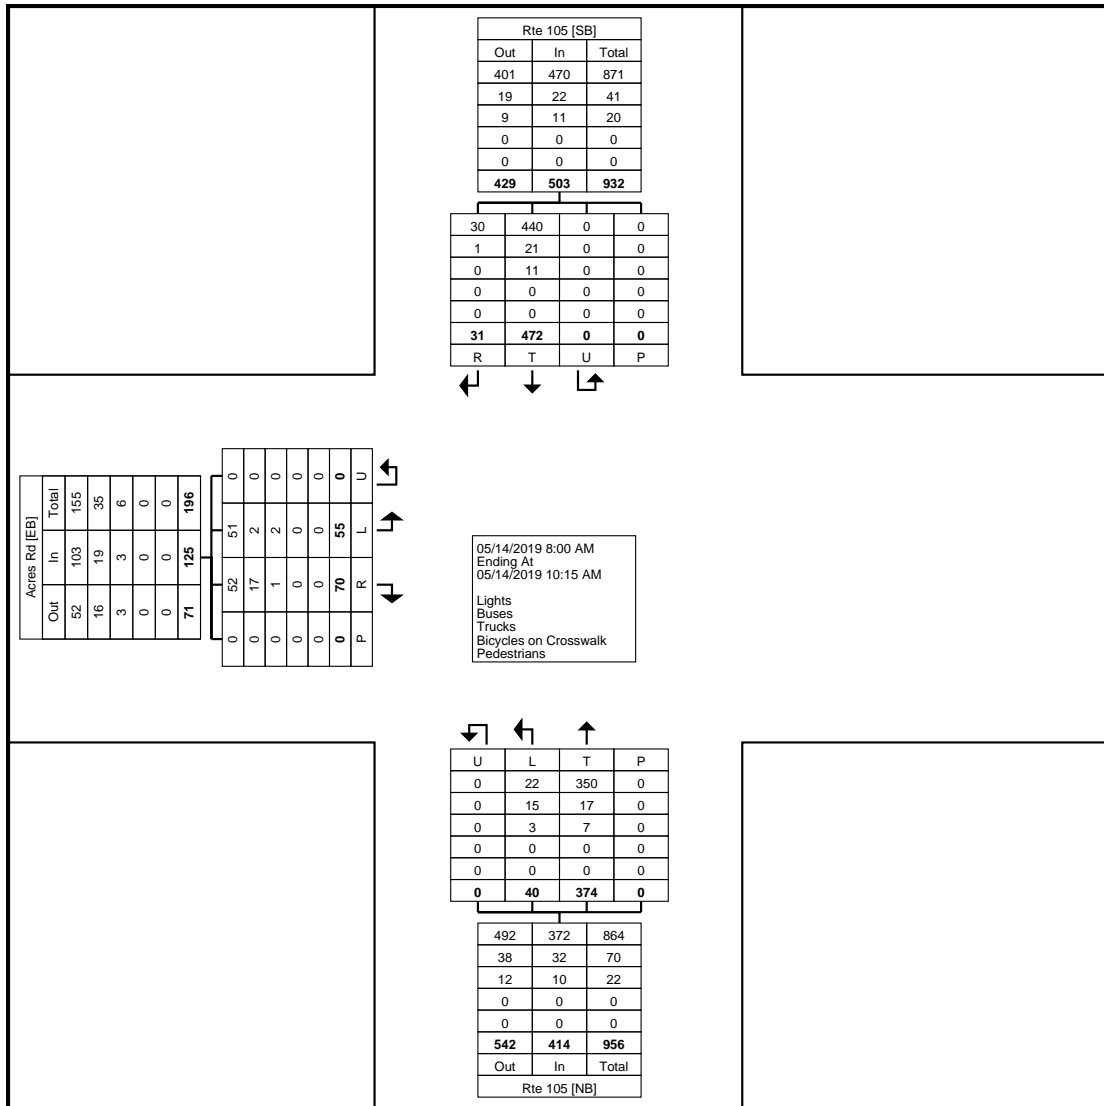 Rte 105 [SB]
Out In Total
401 470 871
19 22 41
9 11 20
0 0 0
0 0 0
429 503 932
30 440 0 0
1 21 0 0
0 11 0 0
0 0 0 0
0 0 0 0
31 472 0 0
R T U P
Acres Rd [EB]
Out In Total
52 103 155
16 19 35
3 3 6
0 0 0
0 0 0
71 125 196
0 52 51 0
0 17 2 0
0 1 2 0
0 0 0 0
0 0 0 0
0 70 55 0
P R L U
05/14/2019 8:00 AM
Ending At
05/14/2019 10:15 AM
Lights
Buses
Trucks
Bicycles on Crosswalk
Pedestrians
U L T P
0 22 350 0
0 15 17 0
0 3 7 0
0 0 0 0
0 0 0 0
0 40 374 0
492 372 864
38 32 70
12 10 22
0 0 0
0 0 0
542 414 956
Out In Total
Rte 105 [NB]